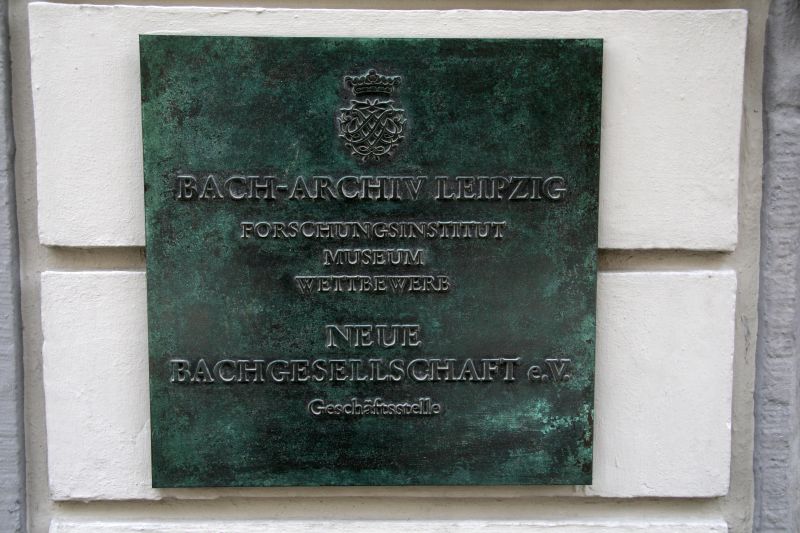 BACH-ARCHIV LEIPZIG
FORSCHUNGSINSTITUT
MUSEUM
WETTBEWERB
NEUE
BACHGESELLSCHAFT e.V.
Geschäftsstelle